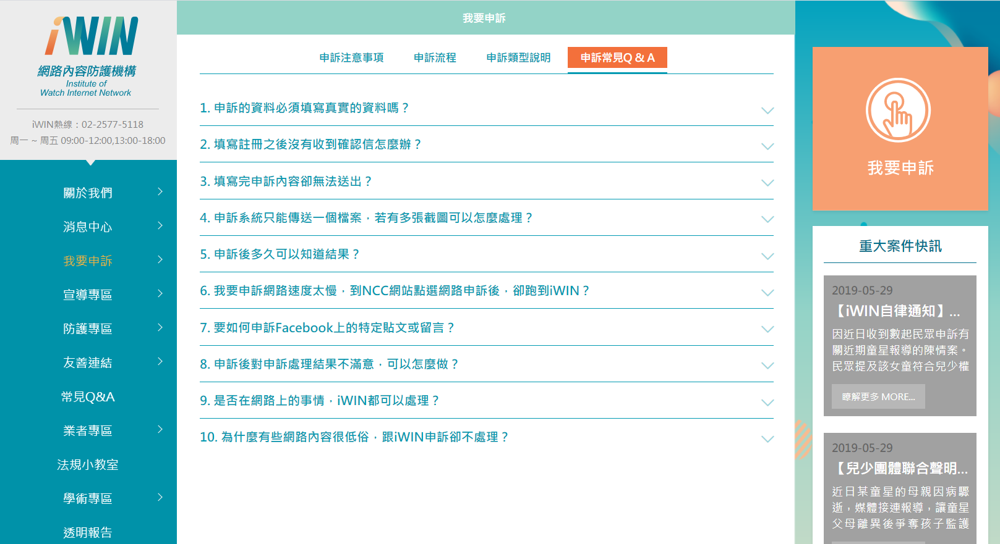 iWIN
網路內容防護機構
Institute of
Watch Internet Network
iWIN熱線：02-2577-5118
周一 ~ 周五 09:00-12:00,13:00-18:00
關於我們
消息中心
我要申訴
宣導專區
防護專區
友善連結
常見Q&A
業者專區
法規小教室
學術專區
透明報告
我要申訴
申訴注意事項
申訴流程
申訴類型說明
申訴常見Q & A
1. 申訴的資料必須填寫真實的資料嗎？
2. 填寫註冊之後沒有收到確認信怎麼辦？
3. 填寫完申訴內容卻無法送出？
4. 申訴系統只能傳送一個檔案，若有多張截圖可以怎麼處理？
5. 申訴後多久可以知道結果？
6. 我要申訴網路速度太慢，到NCC網站點選網路申訴後，卻跑到iWIN？
7. 要如何申訴Facebook上的特定貼文或留言？
8. 申訴後對申訴處理結果不滿意，可以怎麼做？
9. 是否在網路上的事情，iWIN都可以處理？
10. 為什麼有些網路內容很低俗，跟iWIN申訴卻不處理？
我要申訴
重大案件快訊
2019-05-29
【iWIN自律通知】...
因近日收到數起民眾申訴有
關近期童星報導的陳情案。
民眾提及該女童符合兒少權
瞭解更多 MORE...
2019-05-29
【兒少團體聯合聲明...
近日某童星的母親因病驟
逝，媒體接連報導，讓童星
父母離異後爭奪孩子監護